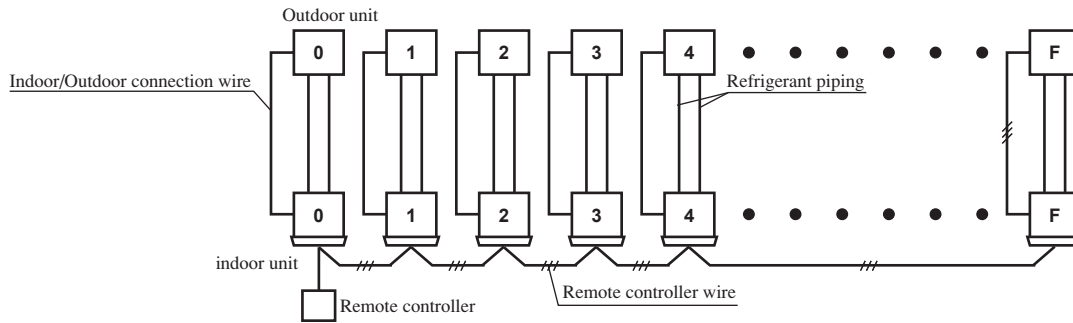 Outdoor unit
0 1 2 3 4 F
Indoor/Outdoor connection wire
Refrigerant piping
0 1 2 3 4 F
indoor unit
Remote controller wire
Remote controller